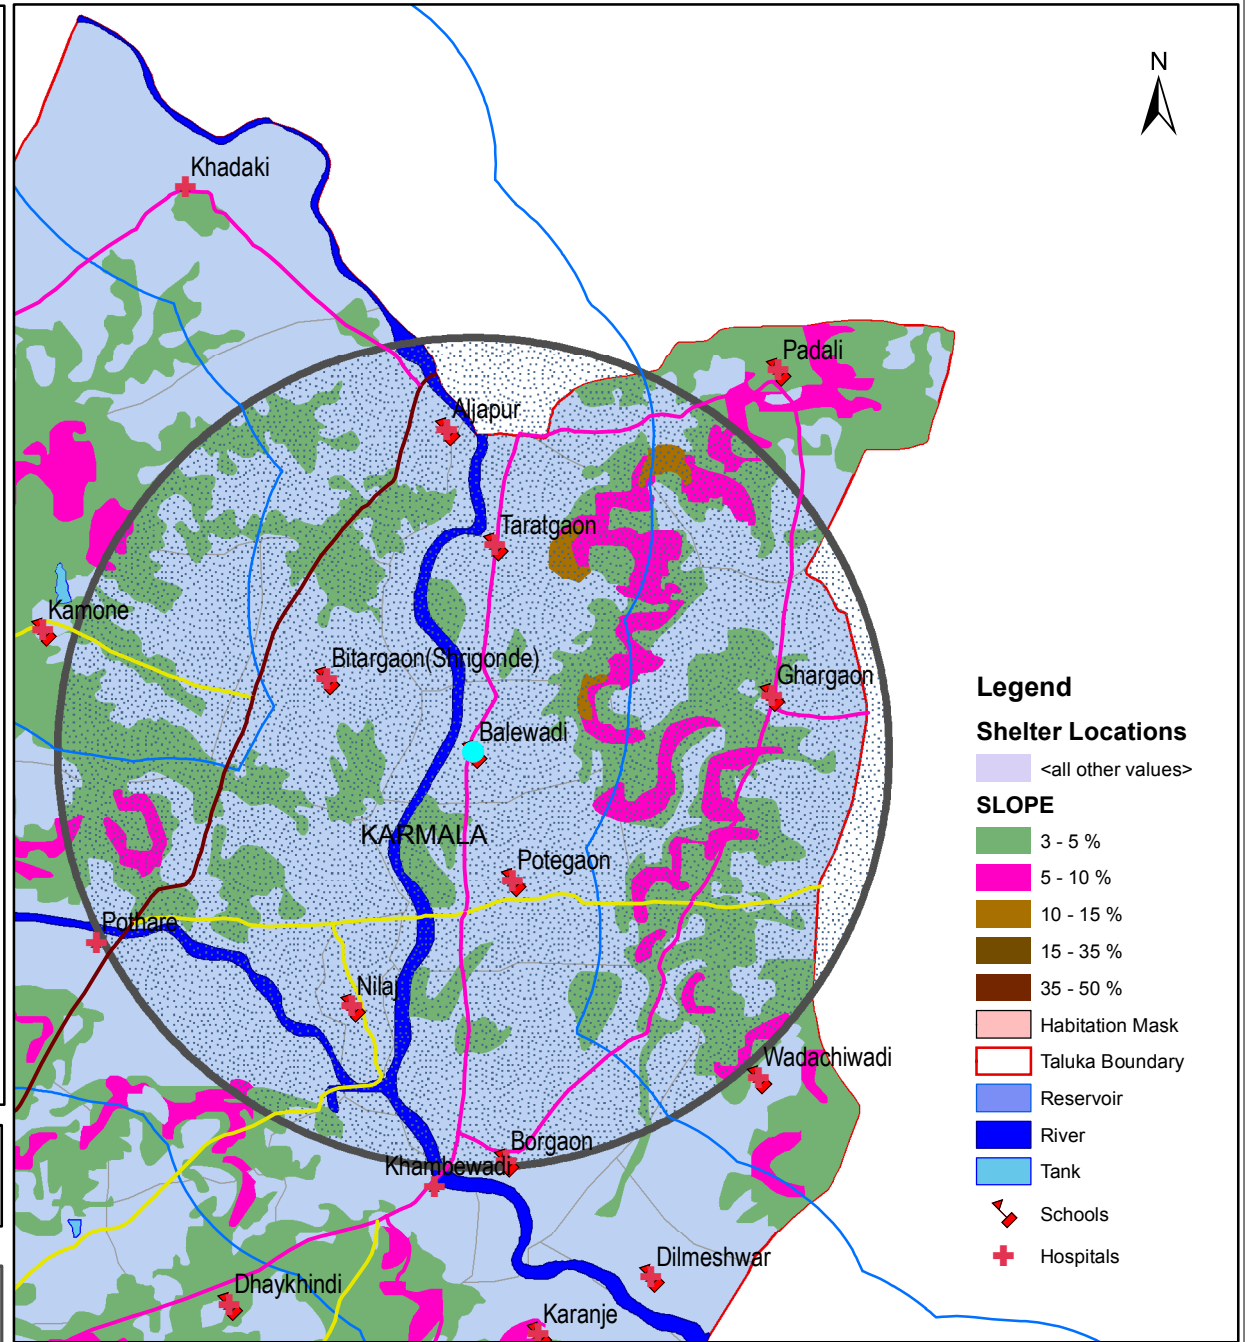 N
Khadaki
Padali
Aljapur
Taratgaon
Kamone
Bitargaon(Shrigonde)
Ghargaon
Balewadi
KARMALA
Potegaon
Pothare
Nilaj
Wadachiwadi
Borgaon
Khambewadi
Dilmeshwar
Dhaykhindi
Karanje
Legend
Shelter Locations
<all other values>
SLOPE
3 - 5 %
5 - 10 %
10 - 15 %
15 - 35 %
35 - 50 %
Habitation Mask
Taluka Boundary
Reservoir
River
Tank
Schools
Hospitals